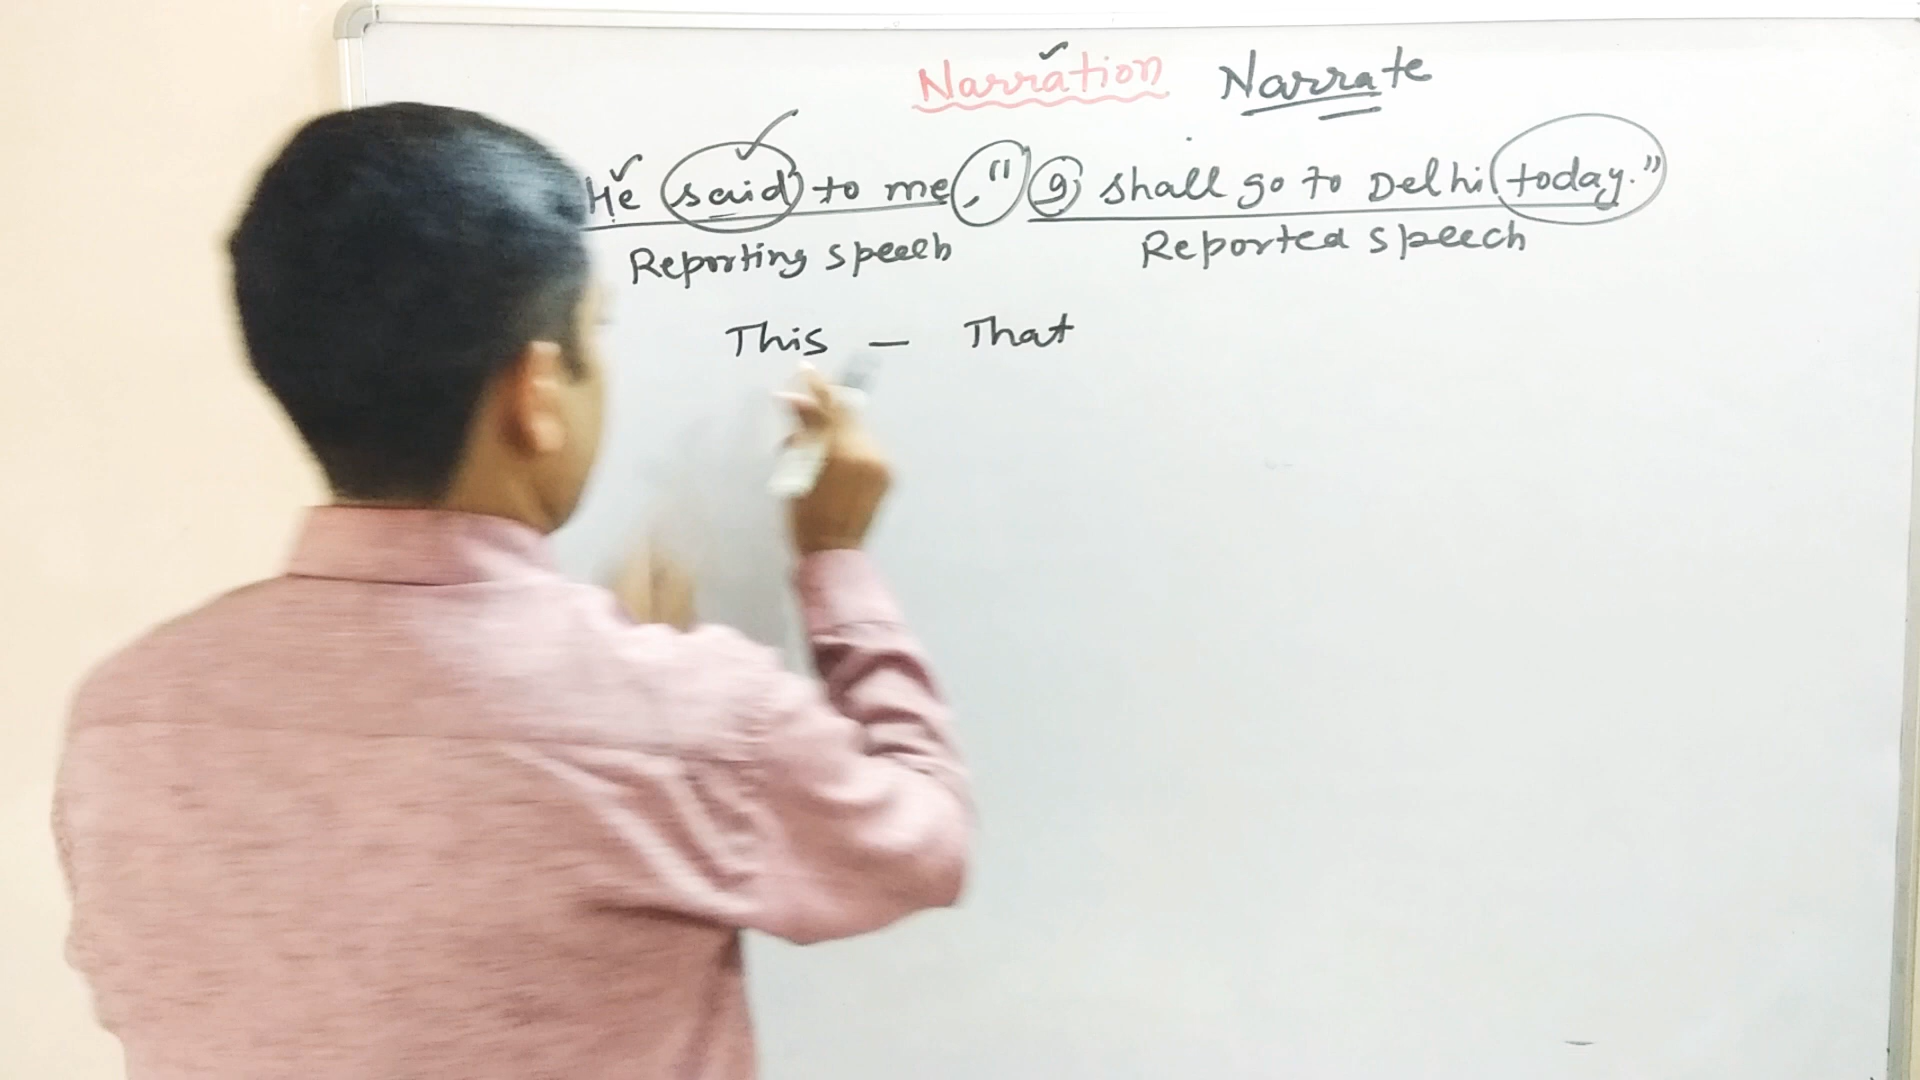 Narration Narrate
He said to me, "I shall go to Delhi today."
Reporting speech Reported speech
This — That